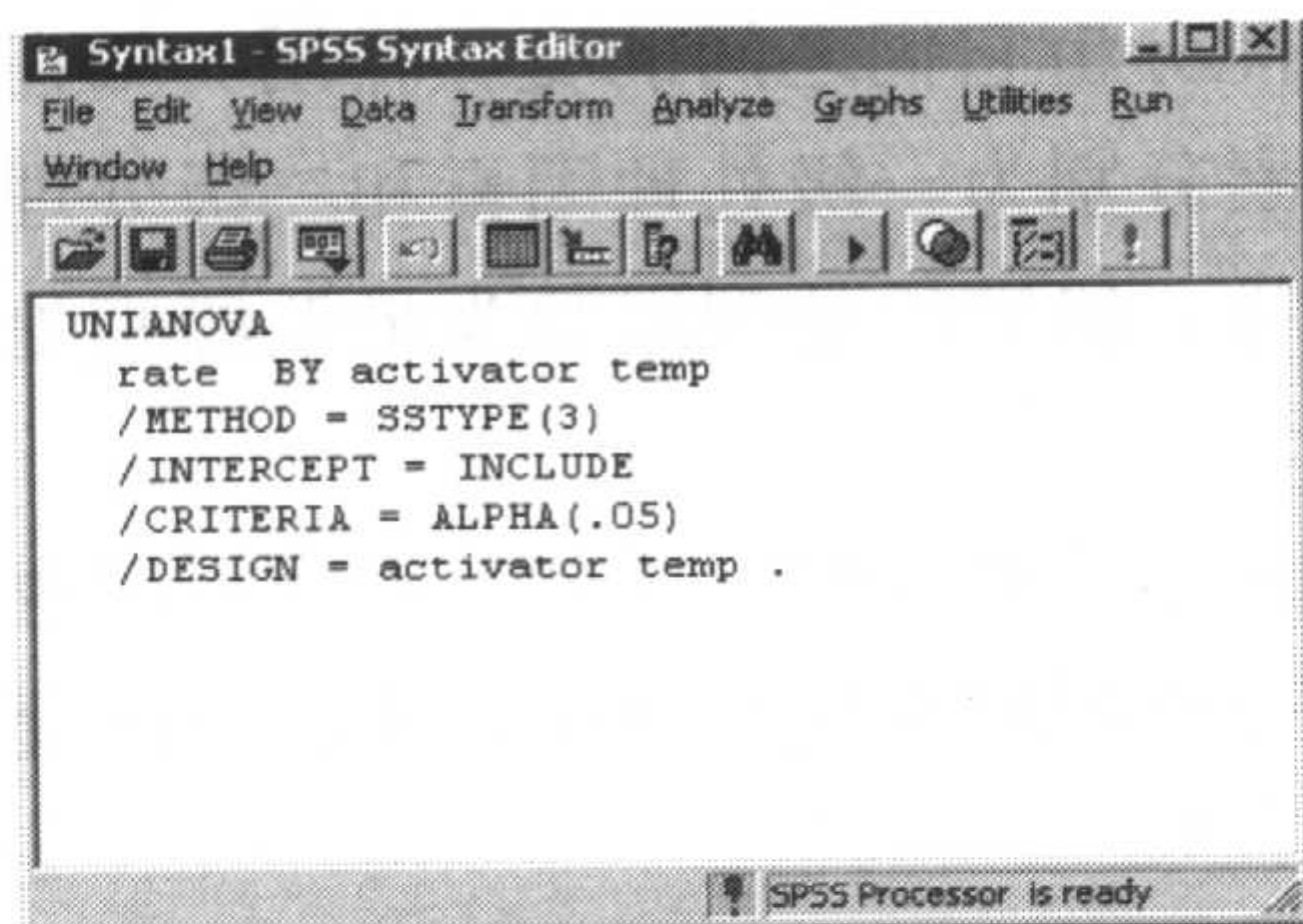 Syntax1 - SPSS Syntax Editor
File Edit View Data Transform Analyze Graphs Utilities Run
Window Help
UNIANOVA
rate BY activator temp
/METHOD = SSTYPE(3)
/INTERCEPT = INCLUDE
/CRITERIA = ALPHA(.05)
/DESIGN = activator temp .
SPSS Processor is ready